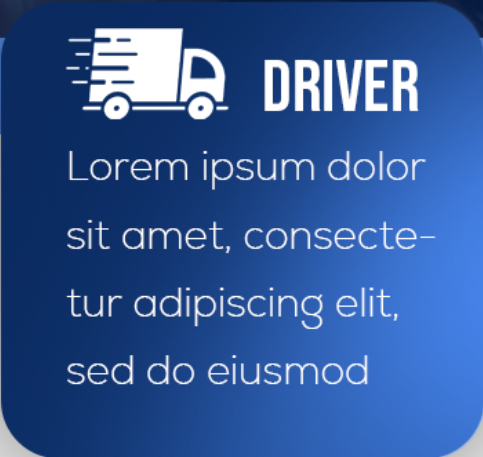 DRIVER
Lorem ipsum dolor
sit amet, consecte-
tur adipiscing elit,
sed do eiusmod